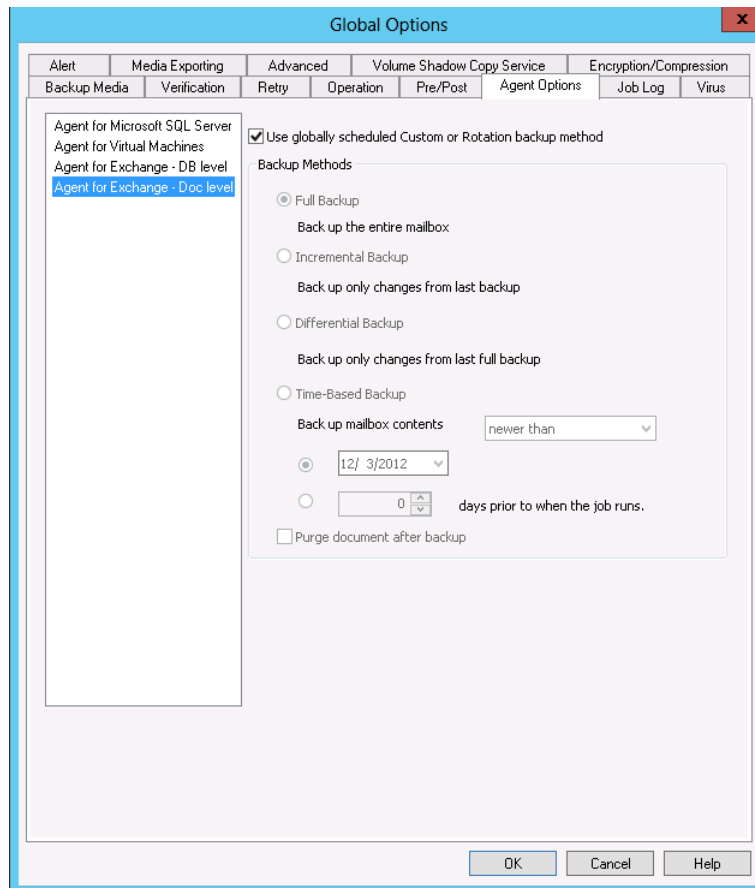 Global Options
x
Alert Media Exporting Advanced Volume Shadow Copy Service Encryption/Compression
Backup Media Verification Retry Operation Pre/Post Agent Options Job Log Virus
Agent for Microsoft SQL Server
Agent for Virtual Machines
Agent for Exchange - DB level
Agent for Exchange - Doc level
Use globally scheduled Custom or Rotation backup method
Backup Methods
Full Backup
Back up the entire mailbox
Incremental Backup
Back up only changes from last backup
Differential Backup
Back up only changes from last full backup
Time-Based Backup
Back up mailbox contents newer than
12/ 3/2012
0 days prior to when the job runs.
Purge document after backup
OK Cancel Help